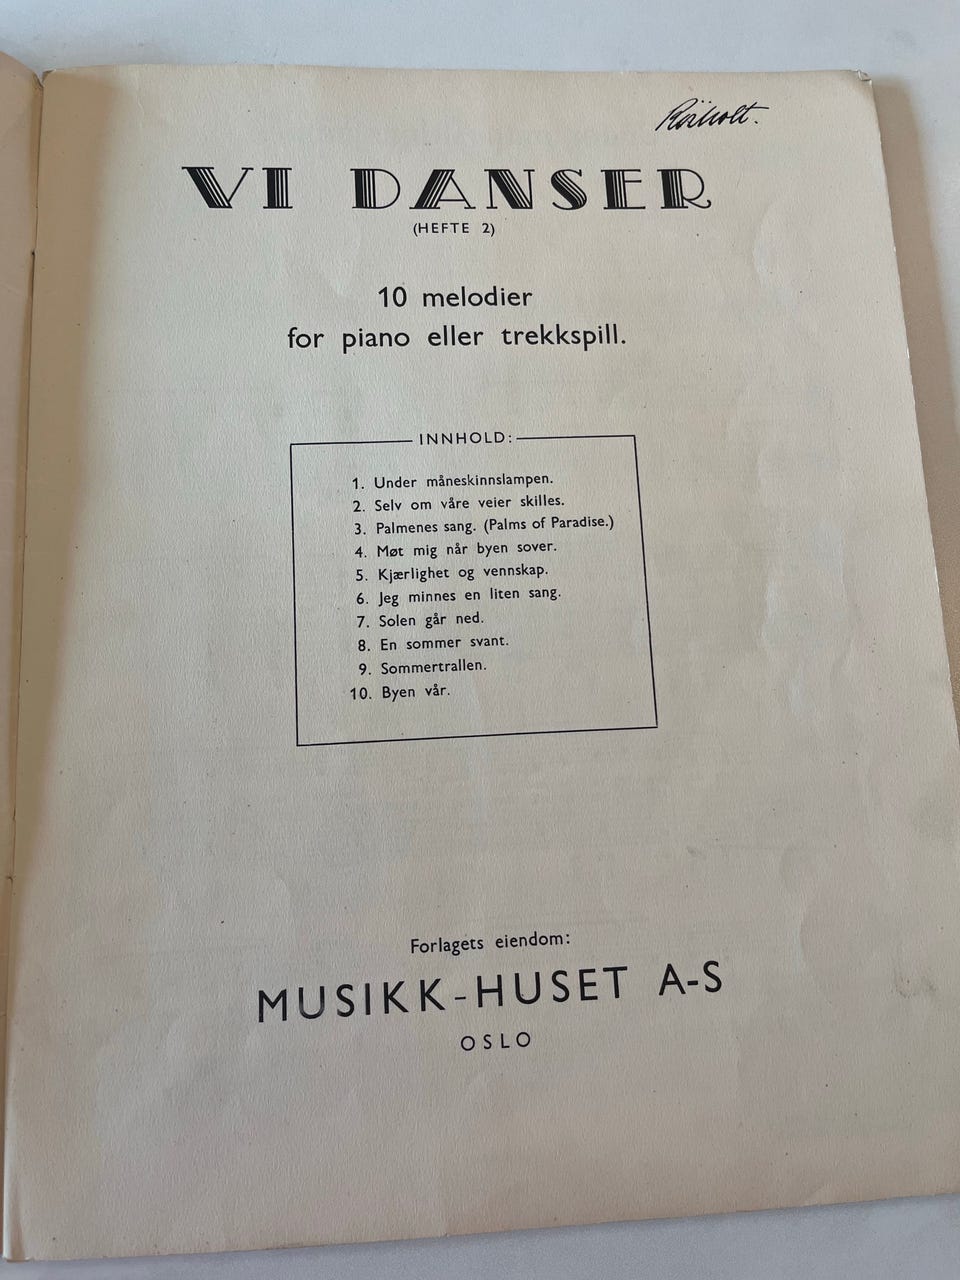 Röiholt.
VI DANSER
(HEFTE 2)
10 melodier
for piano eller trekkspill.
INNHOLD:
1. Under måneskinnslampen.
2. Selv om våre veier skilles.
3. Palmenes sang. (Palms of Paradise.)
4. Møt mig når byen sover.
5. Kjærlighet og vennskap.
6. Jeg minnes en liten sang.
7. Solen går ned.
8. En sommer svant.
9. Sommertrallen.
10. Byen vår.
Forlagets eiendom:
MUSIKK-HUSET A-S
OSLO